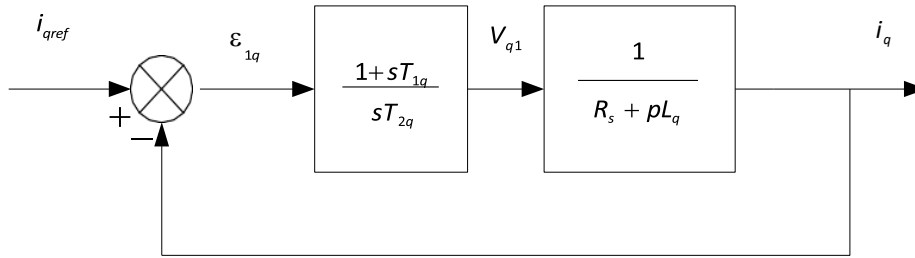 i_qref
ε_1q
V_q1
i_q
1+sT_1q
sT_2q
1
R_s + pL_q
+
−